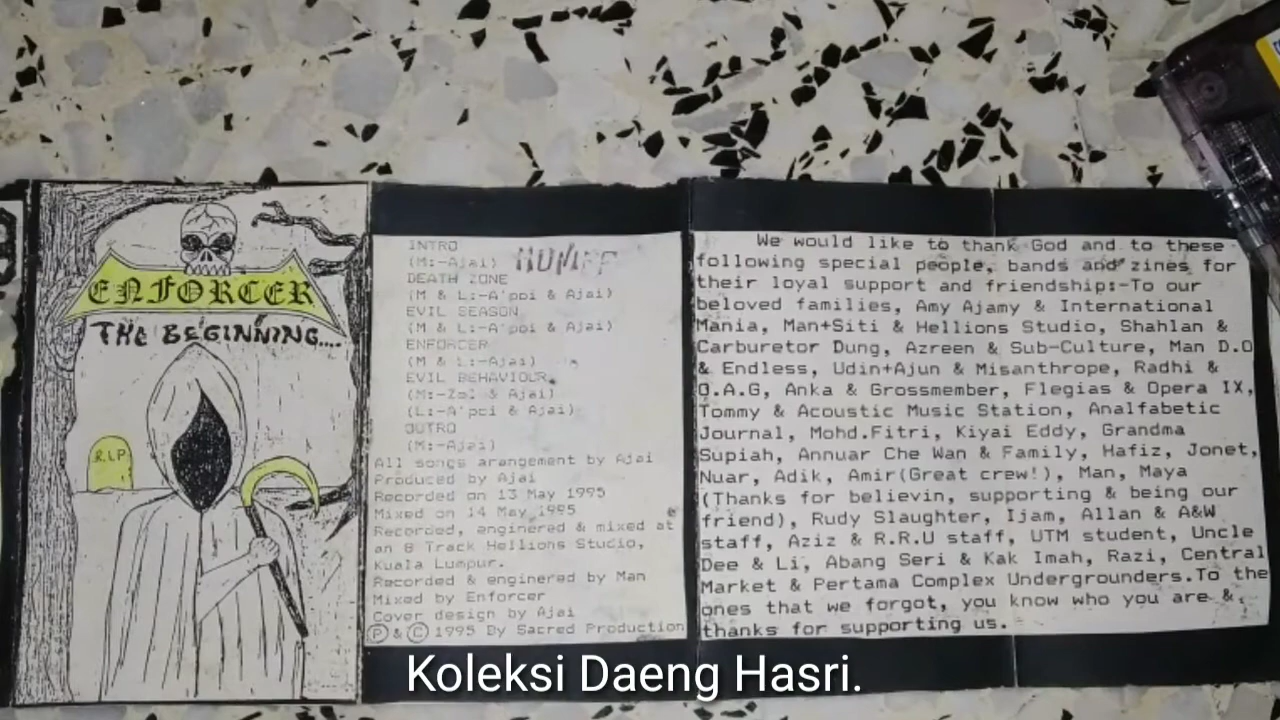 ENFORCER
THE BEGINNING....
R.I.P
INTRO
(M:-Ajai)
DEATH ZONE
(M & L:-A'ppi & Ajai)
EVIL SEASON
(M & L:-A'ppi & Ajai)
ENFORCER
(M & L:-Ajai)
EVIL BEHAVIOUR
(M:-Zol & Ajai)
(L:-A'ppi & Ajai)
OUTRO
(M:-Ajai)
All songs arangement by Ajai
Produced by Ajai
Recorded on 13 May 1995
Mixed on 14 May 1995
Recorded, enginered & mixed at
an 8 Track Hellions Studio,
Kuala Lumpur.
Recorded & enginered by Man
Mixed by Enforcer
Cover design by Ajai
Ⓟ & Ⓒ 1995 By Sacred Production
We would like to thank God and to these
following special people, bands and zines for
their loyal support and friendship:-To our
beloved families, Amy Ajamy & International
Mania, Man+Siti & Hellions Studio, Shahlan &
Carburetor Dung, Azreen & Sub-Culture, Man D.O
& Endless, Udin+Ajun & Misanthrope, Radhi &
O.A.G, Anka & Grossmember, Flegias & Opera IX,
Tommy & Acoustic Music Station, Analfabetic
Journal, Mohd.Fitri, Kiyai Eddy, Grandma
Supiah, Annuar Che Wan & Family, Hafiz, Jonet,
Nuar, Adik, Amir(Great crew!), Man, Maya
(Thanks for believin, supporting & being our
friend), Rudy Slaughter, Ijam, Allan & A&W
staff, Aziz & R.R.U staff, UTM student, Uncle
Dee & Li, Abang Seri & Kak Imah, Razi, Central
Market & Pertama Complex Undergrounders.To the
ones that we forgot, you know who you are &
thanks for supporting us.
Koleksi Daeng Hasri.